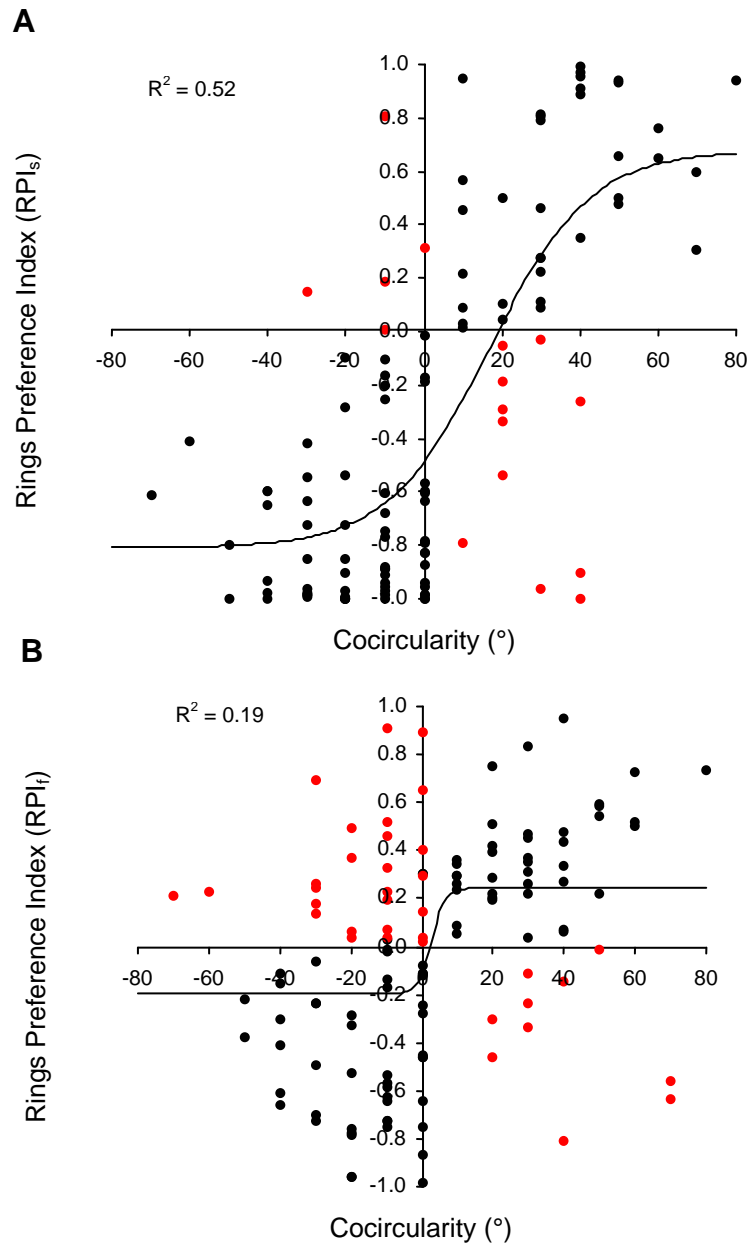 A
R² = 0.52
Rings Preference Index (RPIₛ)
1.0
0.8
0.6
0.4
0.2
0.0
-0.2
-0.4
-0.6
-0.8
-1.0
-80 -60 -40 -20 0 20 40 60 80
Cocircularity (°)
B
R² = 0.19
Rings Preference Index (RPI_f)
1.0
0.8
0.6
0.4
0.2
0.0
-0.2
-0.4
-0.6
-0.8
-1.0
-80 -60 -40 -20 0 20 40 60 80
Cocircularity (°)